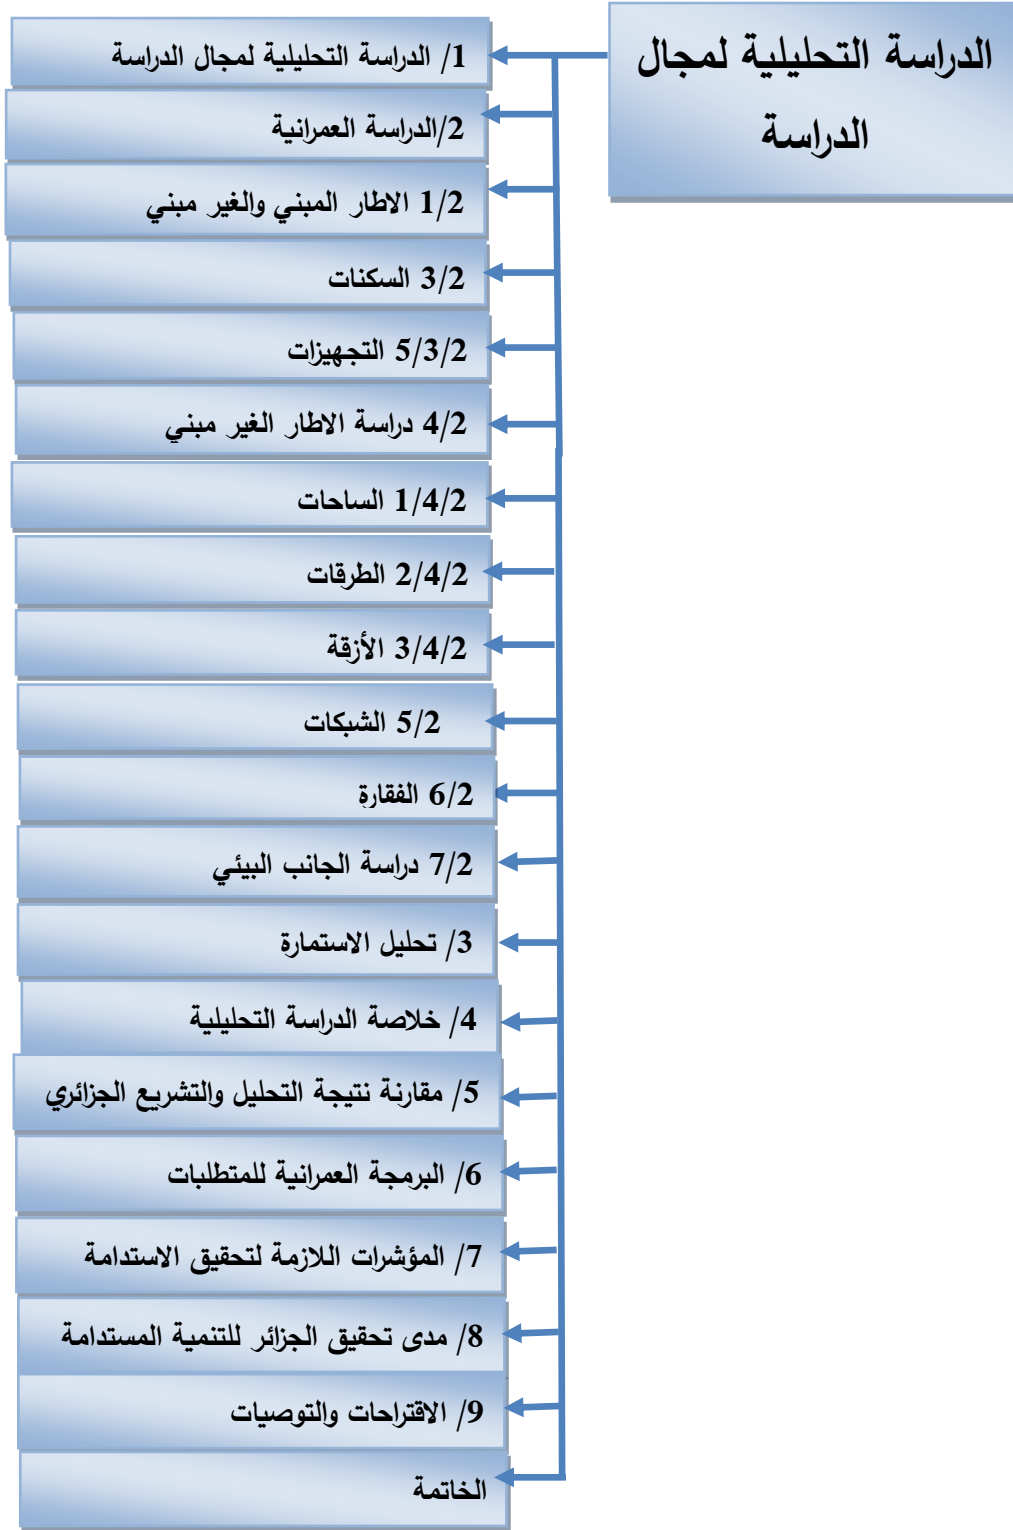 الدراسة التحليلية لمجال
الدراسة
1/ الدراسة التحليلية لمجال الدراسة
2/الدراسة العمرانية
1/2 الاطار المبني والغير مبني
3/2 السكنات
5/3/2 التجهيزات
4/2 دراسة الاطار الغير مبني
1/4/2 الساحات
2/4/2 الطرقات
3/4/2 الأزقة
5/2 الشبكات
6/2 الفقارة
7/2 دراسة الجانب البيئي
3/ تحليل الاستمارة
4/ خلاصة الدراسة التحليلية
5/ مقارنة نتيجة التحليل والتشريع الجزائري
6/ البرمجة العمرانية للمتطلبات
7/ المؤشرات اللازمة لتحقيق الاستدامة
8/ مدى تحقيق الجزائر للتنمية المستدامة
9/ الاقتراحات والتوصيات
الخاتمة